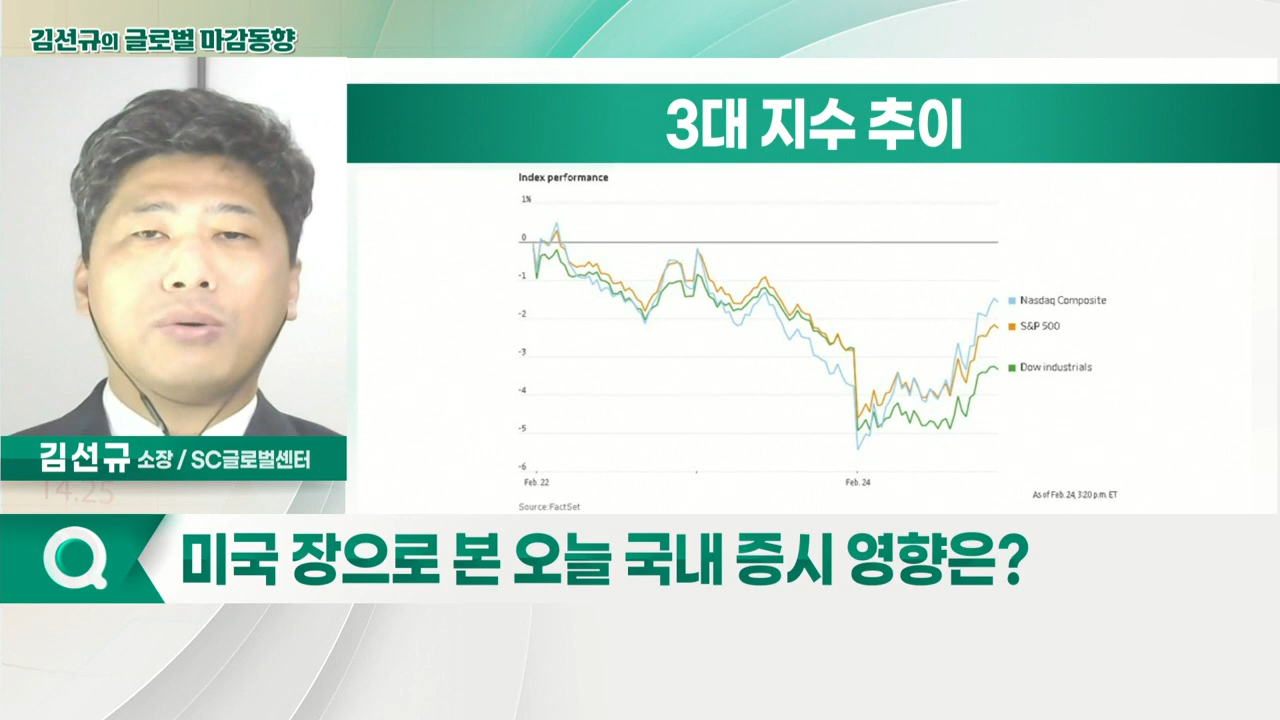 김선규의 글로벌 마감동향
3대 지수 추이
Index performance
1%
0
-1
-2
-3
-4
-5
-6
Nasdaq Composite
S&P 500
Dow industrials
Feb. 22
Feb. 24
As of Feb. 24, 3:20 p.m. ET
Source: FactSet
김선규 소장 / SC글로벌센터
14.25
미국 장으로 본 오늘 국내 증시 영향은?